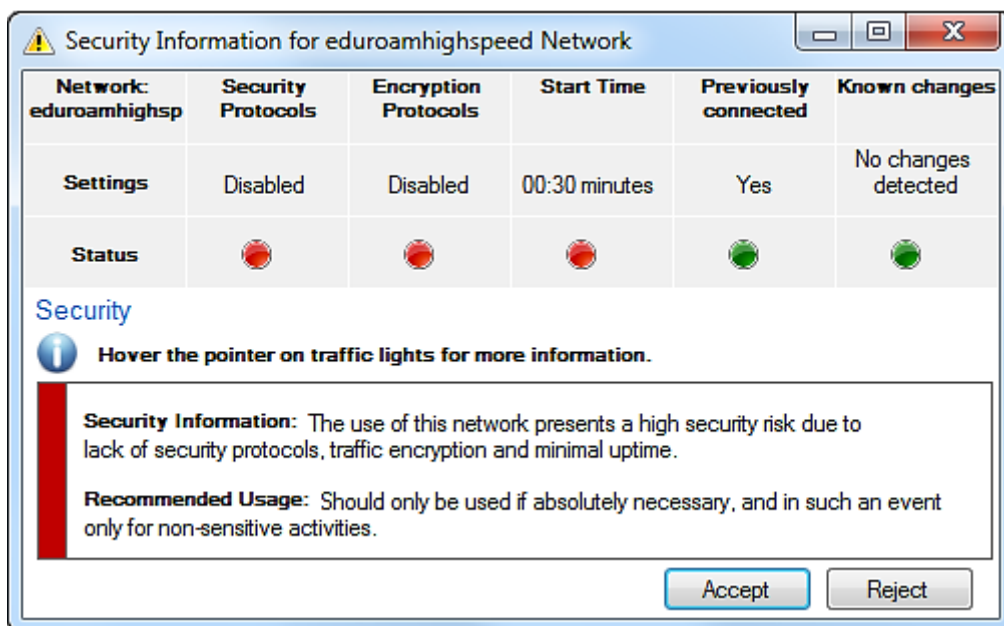 Security Information for eduroamhighspeed Network
Network: eduroamhighsp Security Protocols Encryption Protocols Start Time Previously connected Known changes
Settings Disabled Disabled 00:30 minutes Yes No changes detected
Status
Security
Hover the pointer on traffic lights for more information.
Security Information: The use of this network presents a high security risk due to
lack of security protocols, traffic encryption and minimal uptime.
Recommended Usage: Should only be used if absolutely necessary, and in such an event
only for non-sensitive activities.
Accept Reject